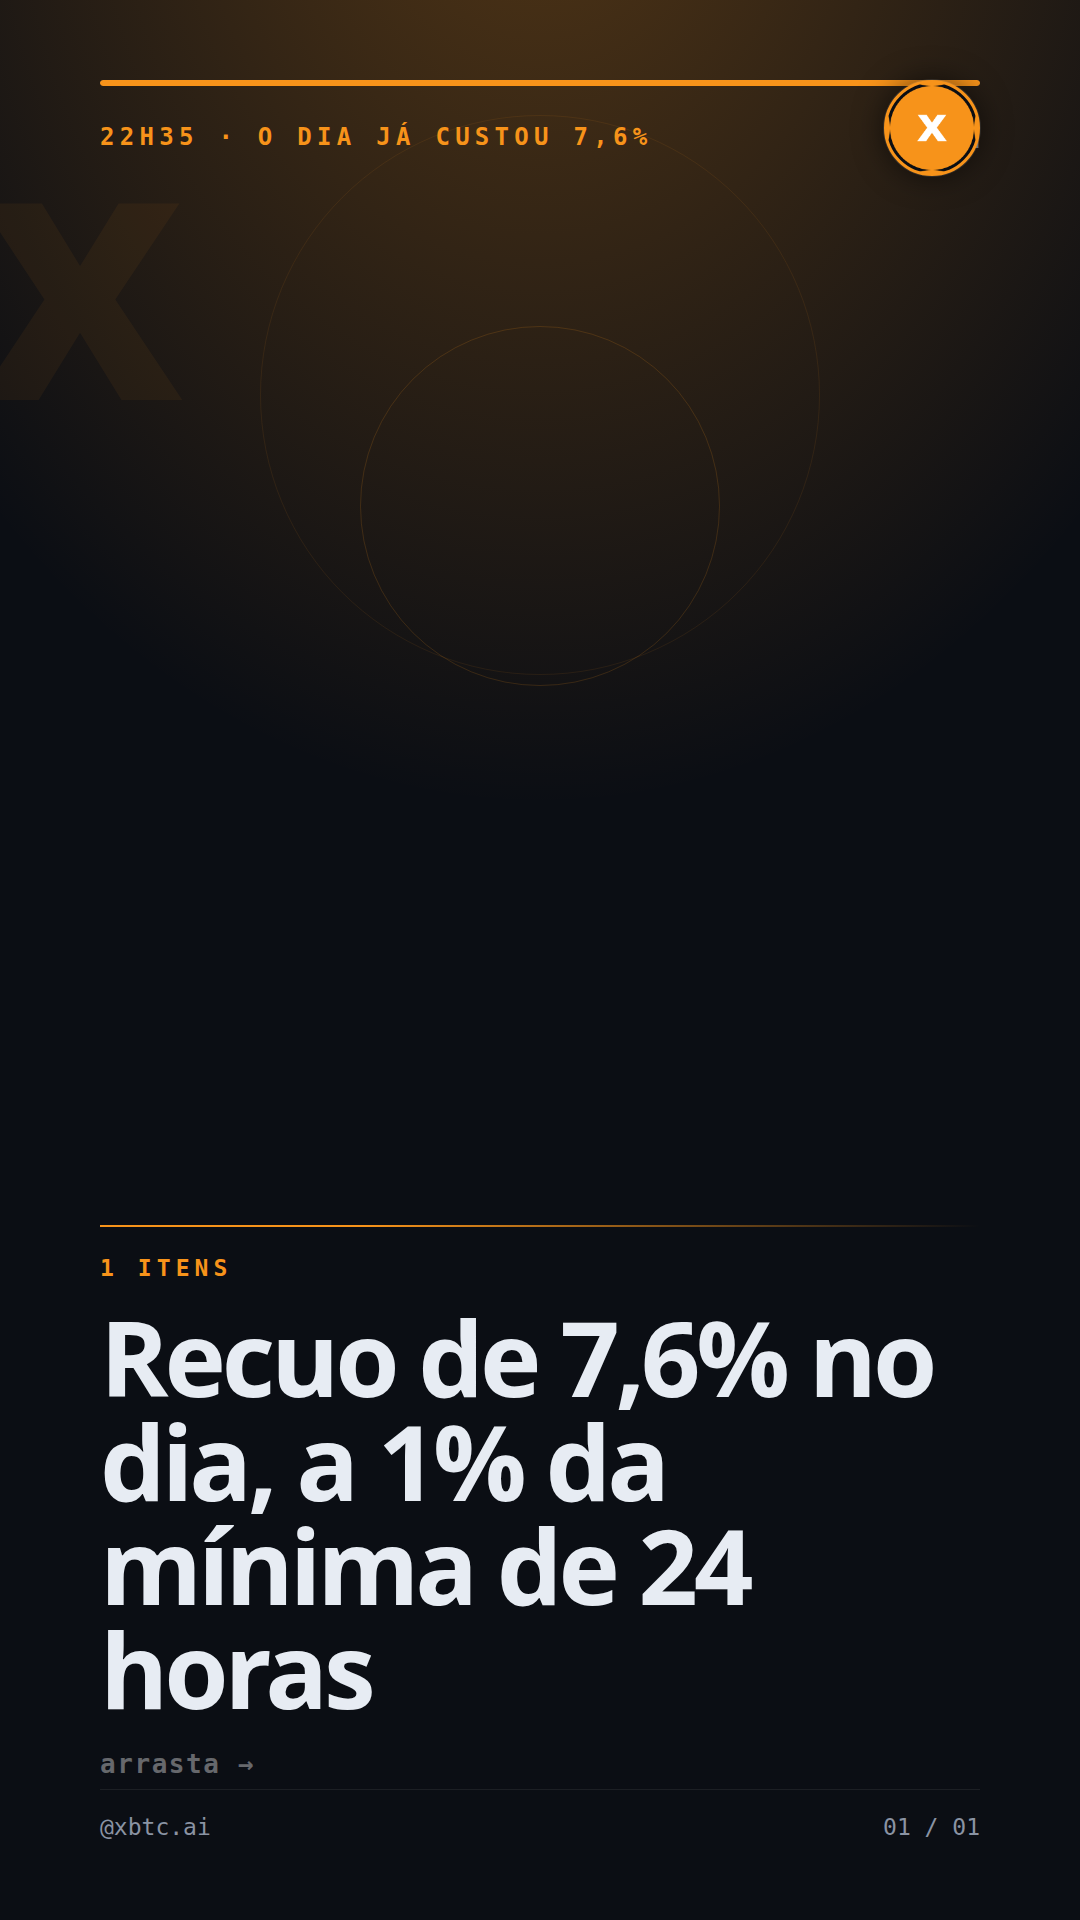 22H35 · O DIA JÁ CUSTOU 7,6%
x
x
1 ITENS
Recuo de 7,6% no
dia, a 1% da
mínima de 24
horas
arrasta →
@xbtc.ai
01 / 01